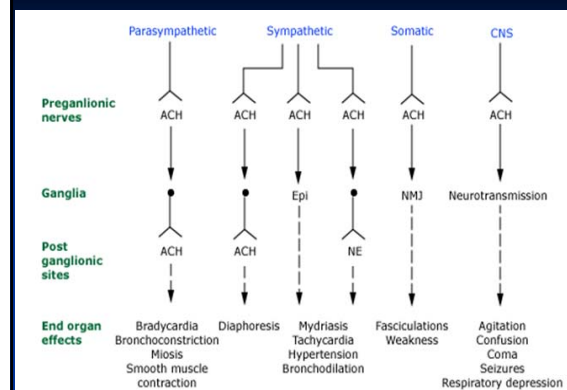 Parasympathetic Sympathetic Somatic CNS
Preganlionic
nerves
ACH ACH ACH ACH ACH ACH
Ganglia
Epi NMJ Neurotransmission
Post
ganglionic
sites
ACH ACH NE
End organ
effects
Bradycardia
Bronchoconstriction
Miosis
Smooth muscle
contraction
Diaphoresis
Mydriasis
Tachycardia
Hypertension
Bronchodilation
Fasciculations
Weakness
Agitation
Confusion
Coma
Seizures
Respiratory depression